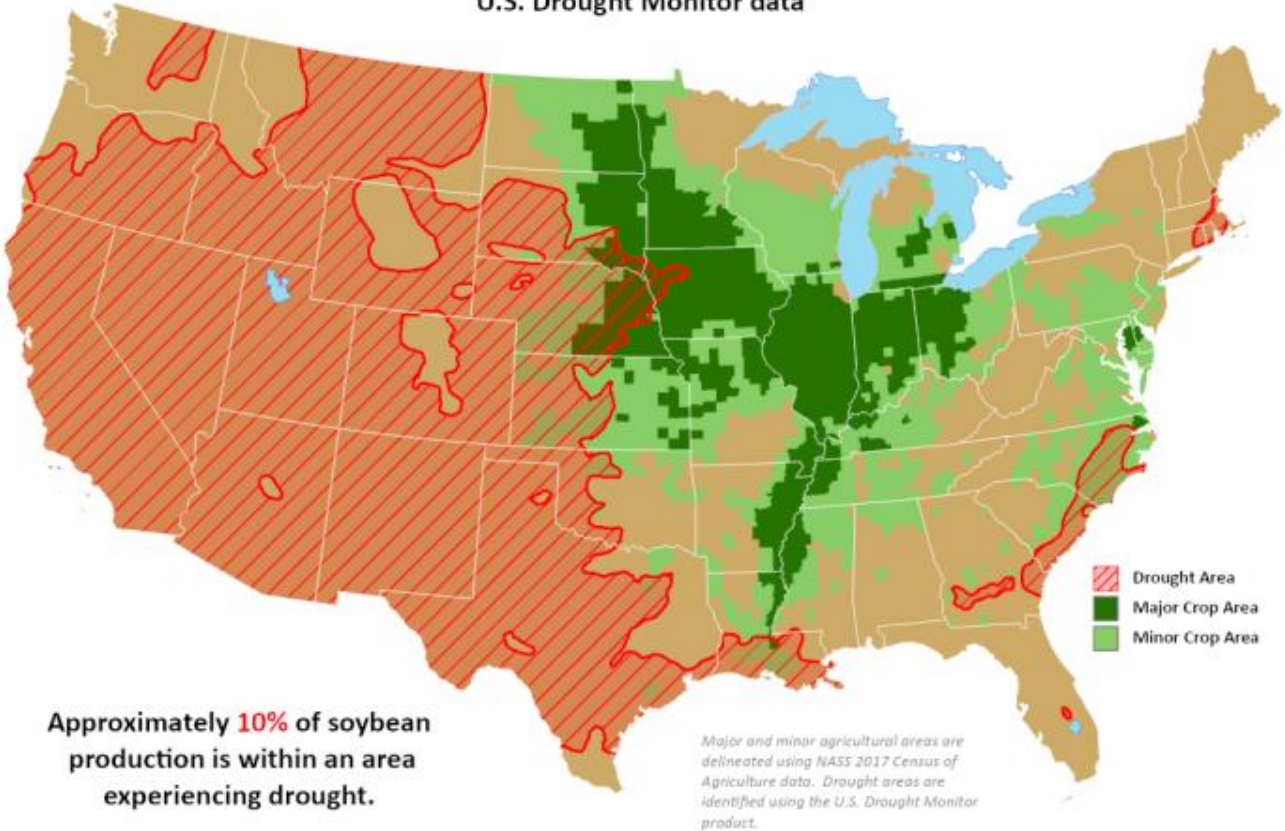 U.S. Drought Monitor data
Drought Area
Major Crop Area
Minor Crop Area
Approximately 10% of soybean
production is within an area
experiencing drought.
Major and minor agricultural areas are
delineated using NASS 2017 Census of
Agriculture data. Drought areas are
identified using the U.S. Drought Monitor
product.